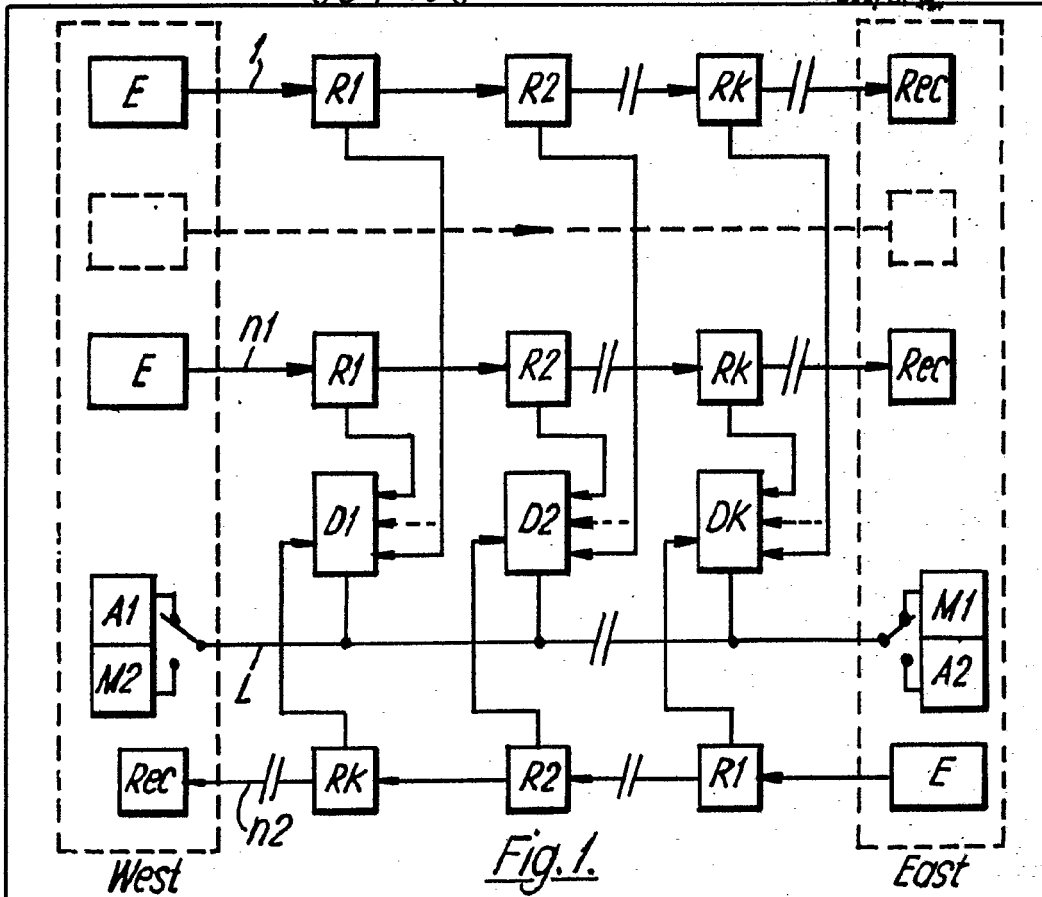 1
E R1 R2 RK Rec
n1
E R1 R2 RK Rec
D1 D2 DK
A1 M1
M2 A2
L
Rec RK R2 R1 E
n2
West Fig.1. East